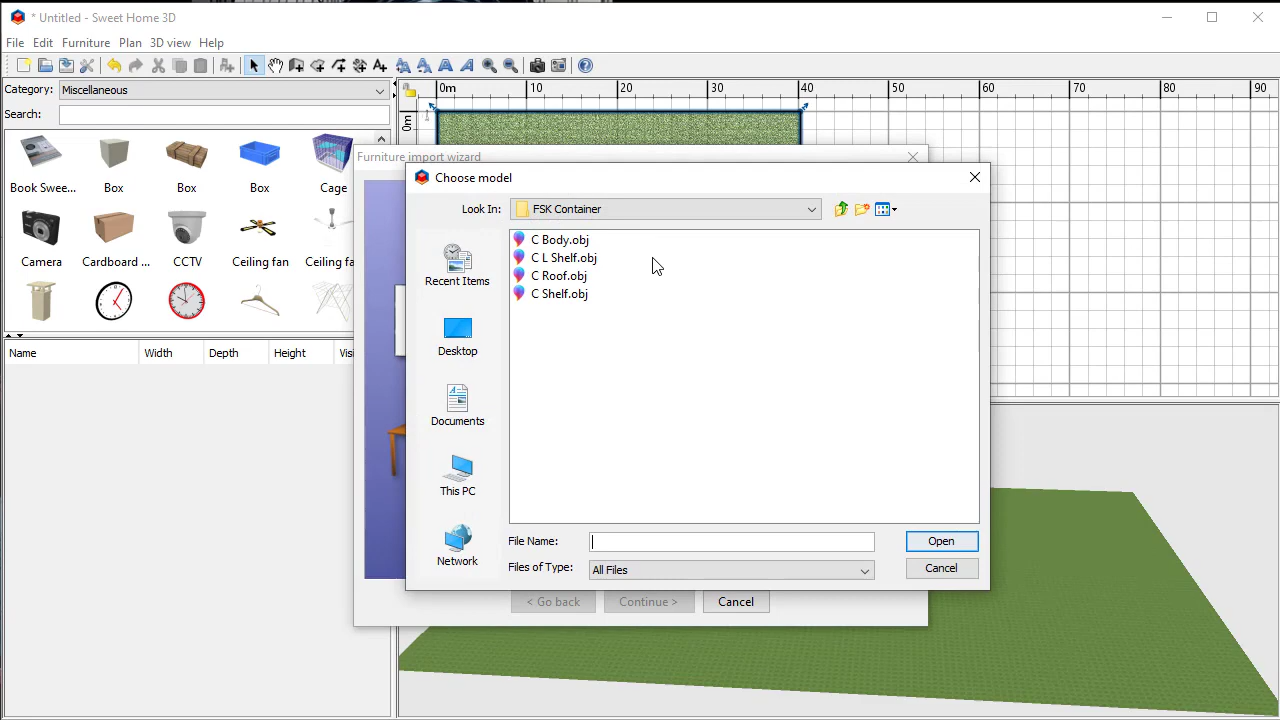 * Untitled - Sweet Home 3D
File Edit Furniture Plan 3D view Help
Category: Miscellaneous
Search:
Book Swee... Box Box Box Cage
Camera Cardboard ... CCTV Ceiling fan Ceiling fa
Name Width Depth Height Visi
0m 10 20 30 40 50 60 70 80 90
0m
Furniture import wizard
Choose model
Look In: FSK Container
C Body.obj
C L Shelf.obj
C Roof.obj
C Shelf.obj
Recent Items
Desktop
Documents
This PC
Network
File Name:
Open
Files of Type: All Files
Cancel
< Go back Continue > Cancel